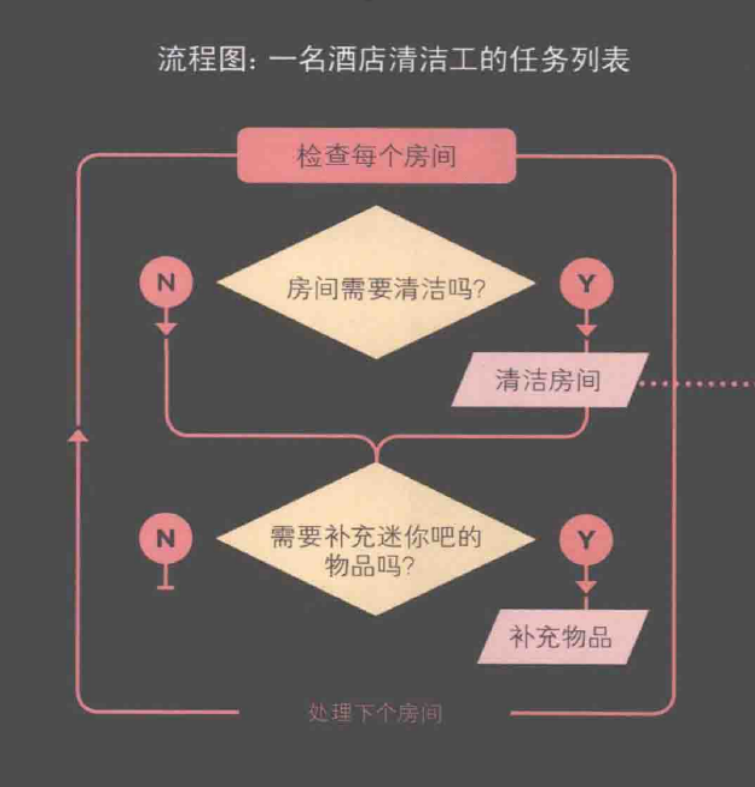 流程图: 一名酒店清洁工的任务列表
检查每个房间
N
房间需要清洁吗?
Y
清洁房间
N
需要补充迷你吧的
物品吗?
Y
补充物品
处理下个房间